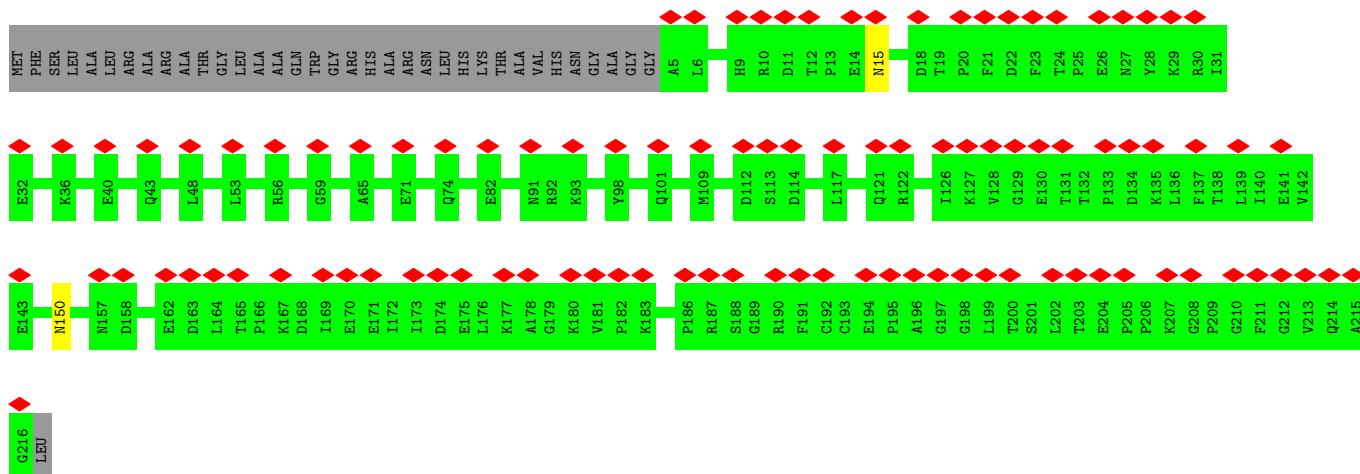 MET PHE SER LEU ALA LEU ARG ALA ARG ALA THR GLY LEU ALA ALA GLN TRP GLY ARG HIS ALA ARG ASN LEU HIS LYS THR ALA VAL HIS ASN GLY ALA GLY GLY A5 L6 H9 R10 D11 T12 P13 E14 N15 D18 T19 P20 F21 D22 F23 T24 P25 E26 N27 Y28 K29 R30 I31
E32 K36 E40 Q43 L48 L53 R56 G59 A65 E71 Q74 E82 N91 R92 K93 Y98 Q101 M109 D112 S113 D114 L117 Q121 R122 I126 K127 V128 G129 E130 T131 T132 P133 D134 K135 L136 F137 T138 L139 I140 E141 V142
E143 N150 N157 D158 E162 D163 L164 T165 P166 K167 D168 I169 E170 E171 I172 I173 D174 E175 L176 K177 A178 G179 K180 V181 P182 K183 P186 R187 S188 G189 R190 F191 C192 C193 E194 P195 A196 G197 G198 L199 T200 S201 L202 T203 E204 P205 P206 K207 G208 P209 G210 F211 G212 V213 Q214 A215
G216 LEU